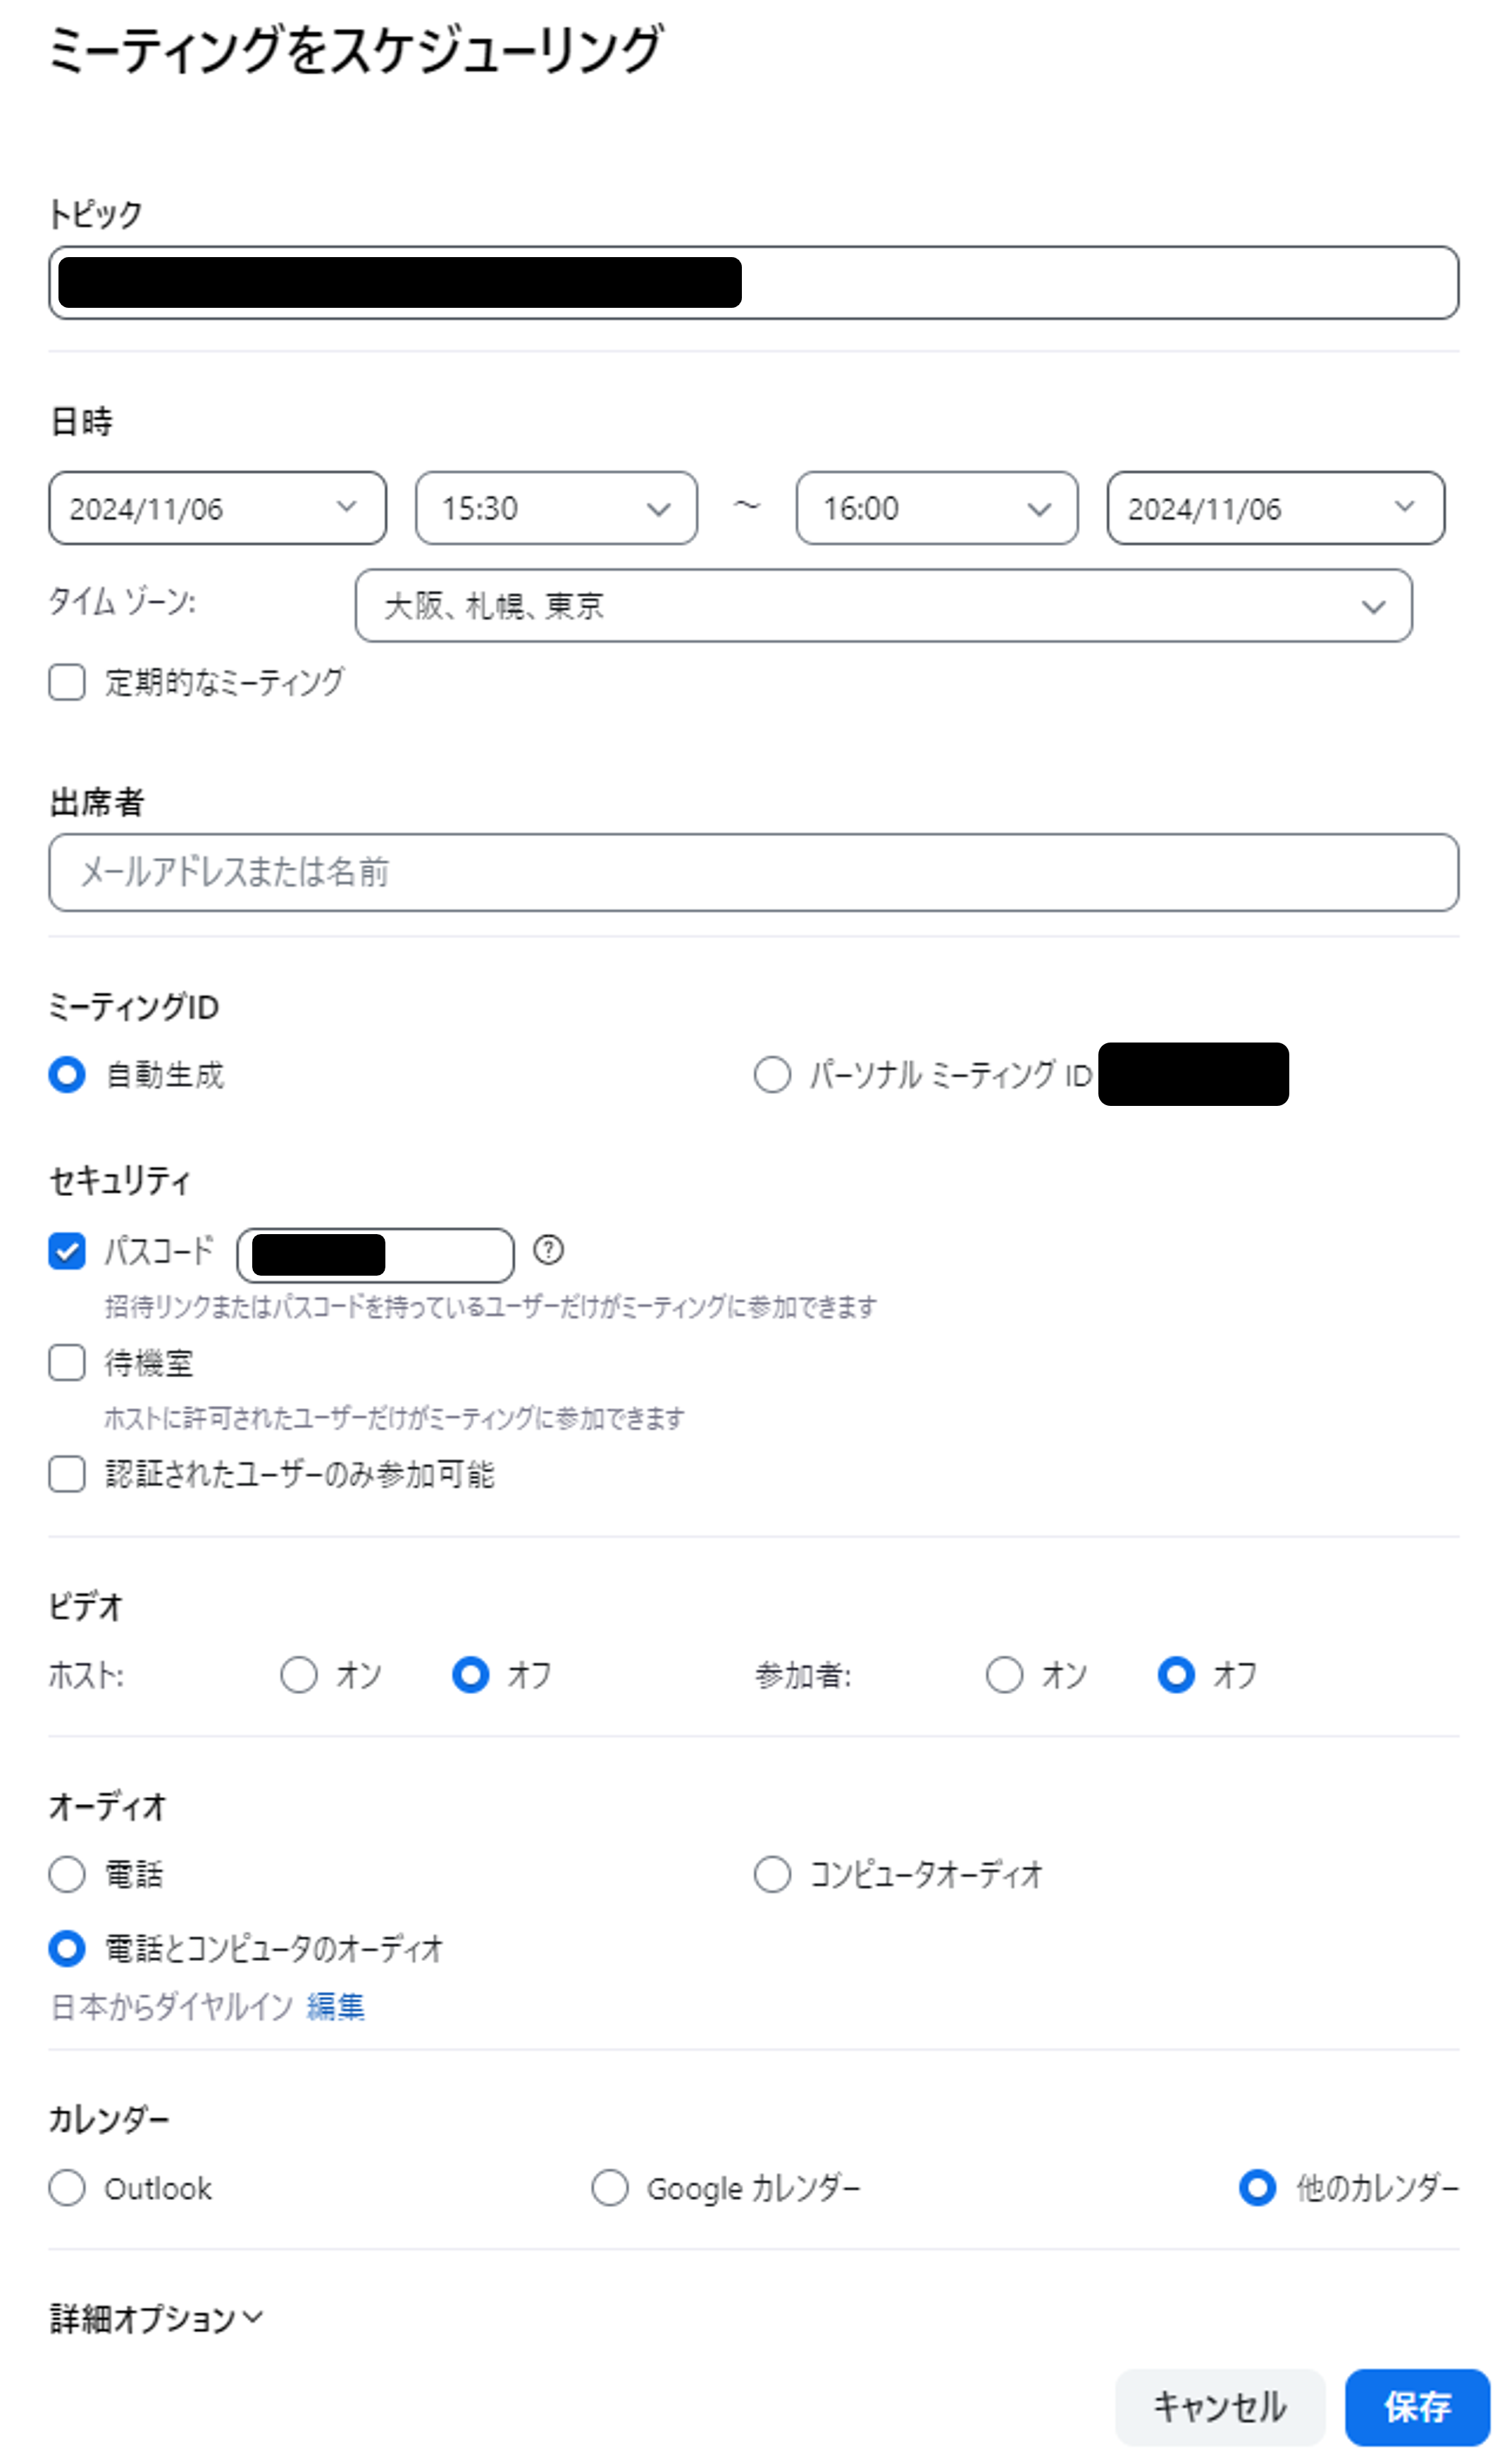 ミーティングをスケジューリング
トピック
日時
2024/11/06 15:30 ～ 16:00 2024/11/06
タイム ゾーン: 大阪、札幌、東京
定期的なミーティング
出席者
メールアドレスまたは名前
ミーティングID
自動生成 パーソナル ミーティング ID
セキュリティ
パスコード
招待リンクまたはパスコードを持っているユーザーだけがミーティングに参加できます
待機室
ホストに許可されたユーザーだけがミーティングに参加できます
認証されたユーザーのみ参加可能
ビデオ
ホスト: オン オフ 参加者: オン オフ
オーディオ
電話 コンピュータオーディオ
電話とコンピュータのオーディオ
日本からダイヤルイン 編集
カレンダー
Outlook Google カレンダー 他のカレンダー
詳細オプション
キャンセル 保存